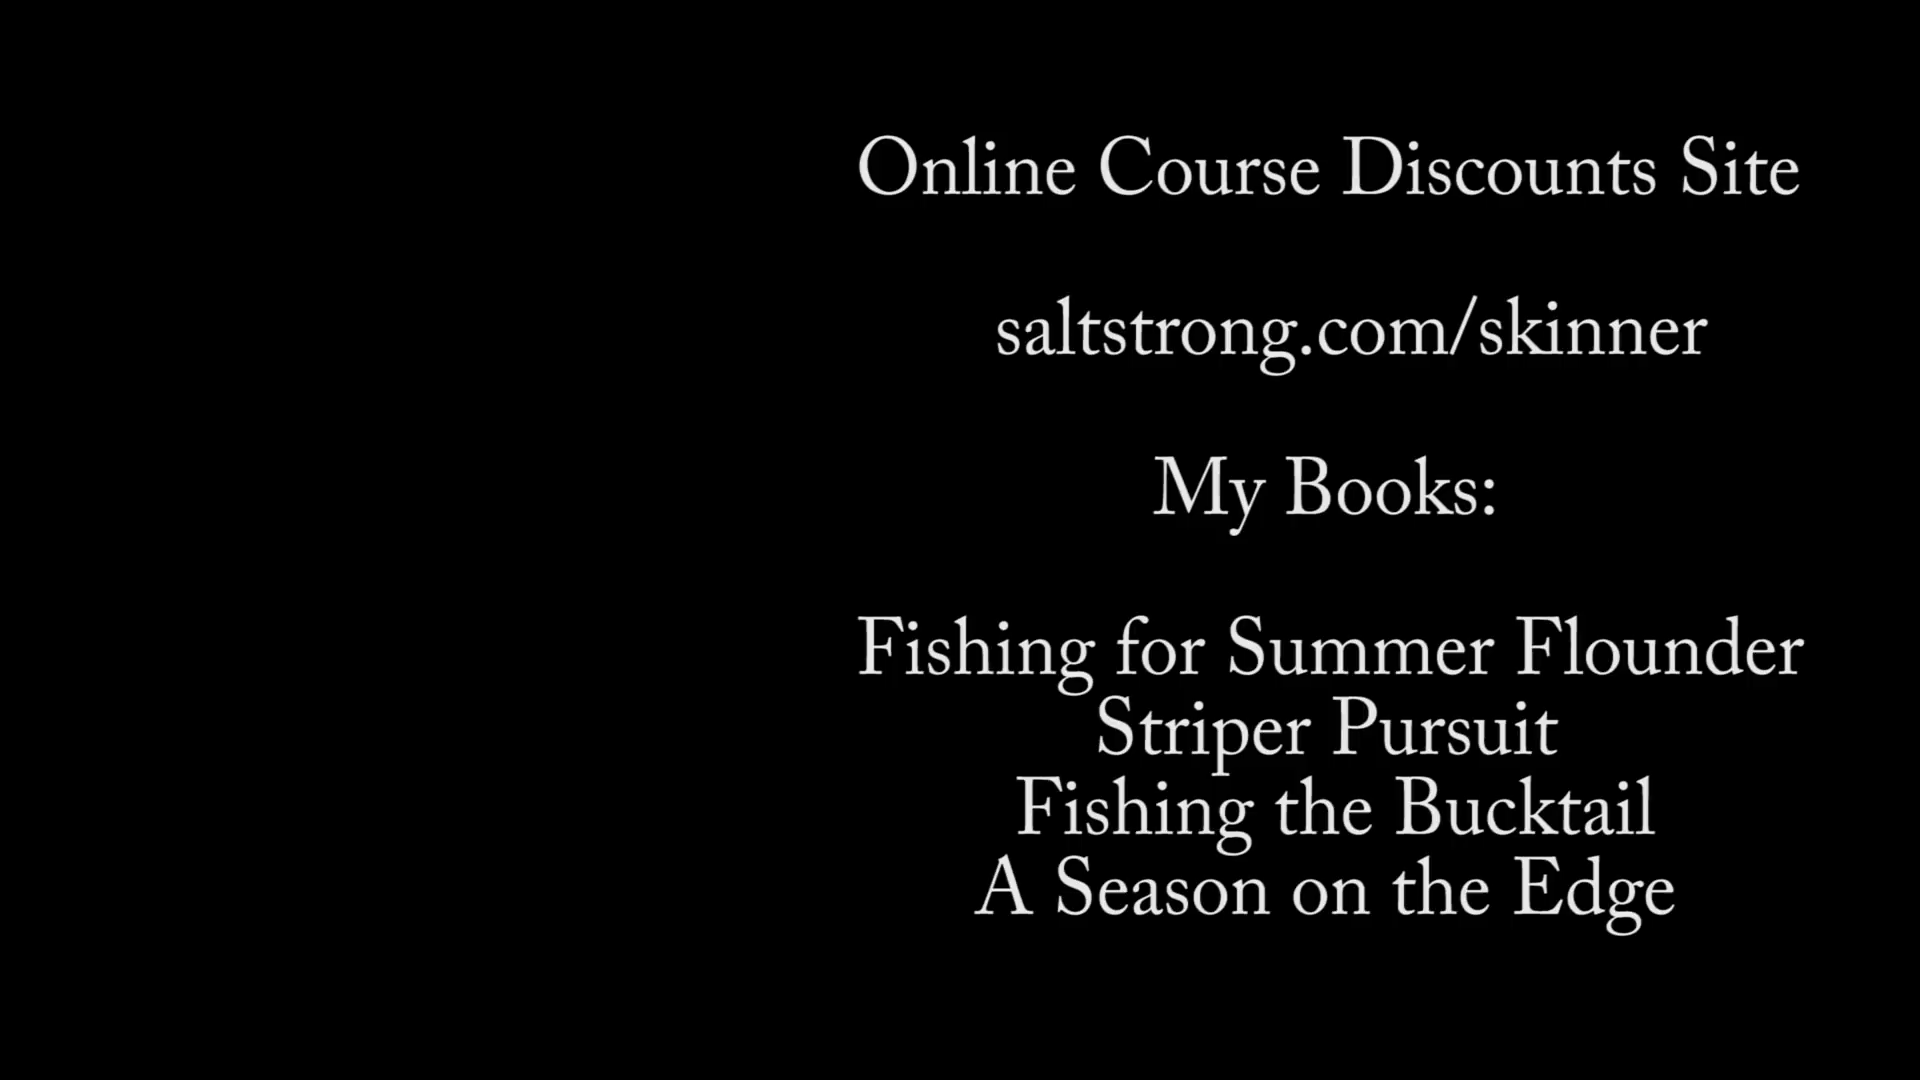 Online Course Discounts Site
saltstrong.com/skinner
My Books:
Fishing for Summer Flounder
Striper Pursuit
Fishing the Bucktail
A Season on the Edge